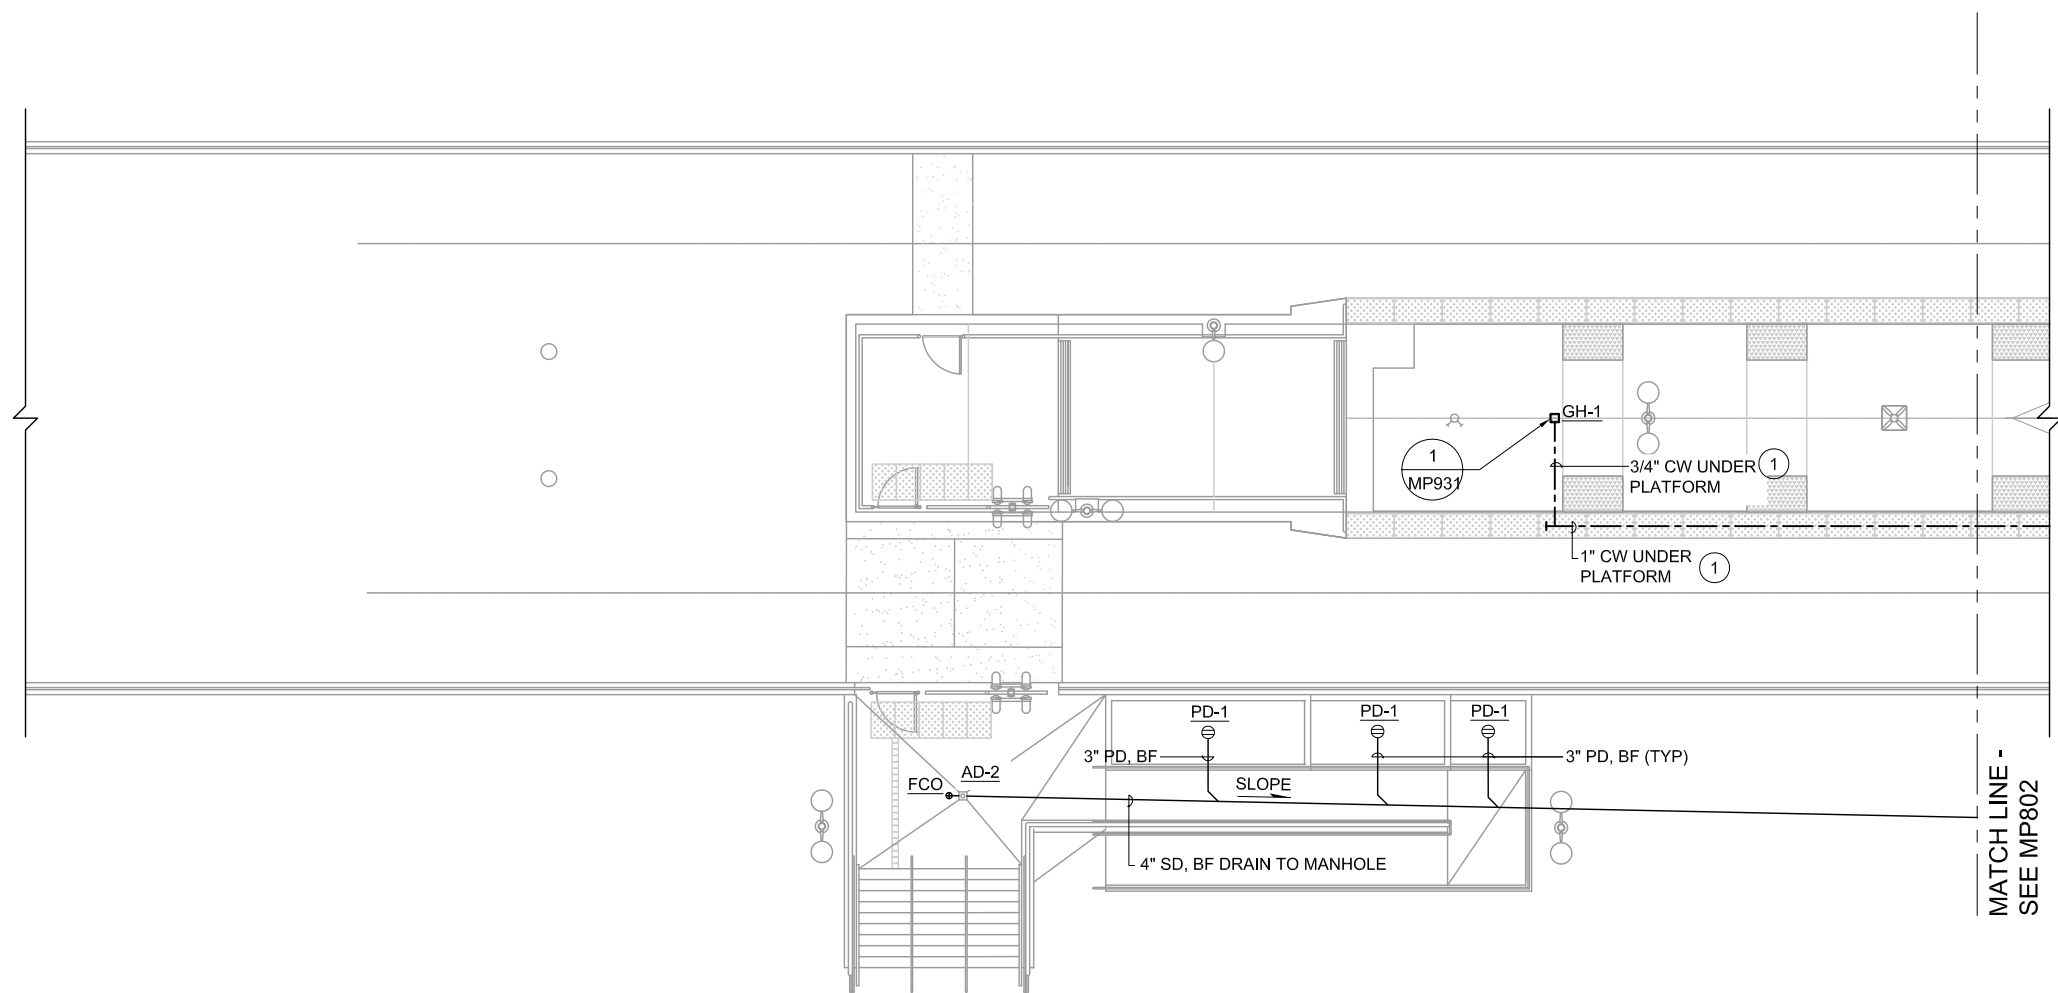 GH-1
1
MP931
3/4" CW UNDER
PLATFORM
1
1" CW UNDER
PLATFORM
1
PD-1
PD-1
PD-1
3" PD, BF
3" PD, BF (TYP)
AD-2
FCO
SLOPE
4" SD, BF DRAIN TO MANHOLE
MATCH LINE -
SEE MP802